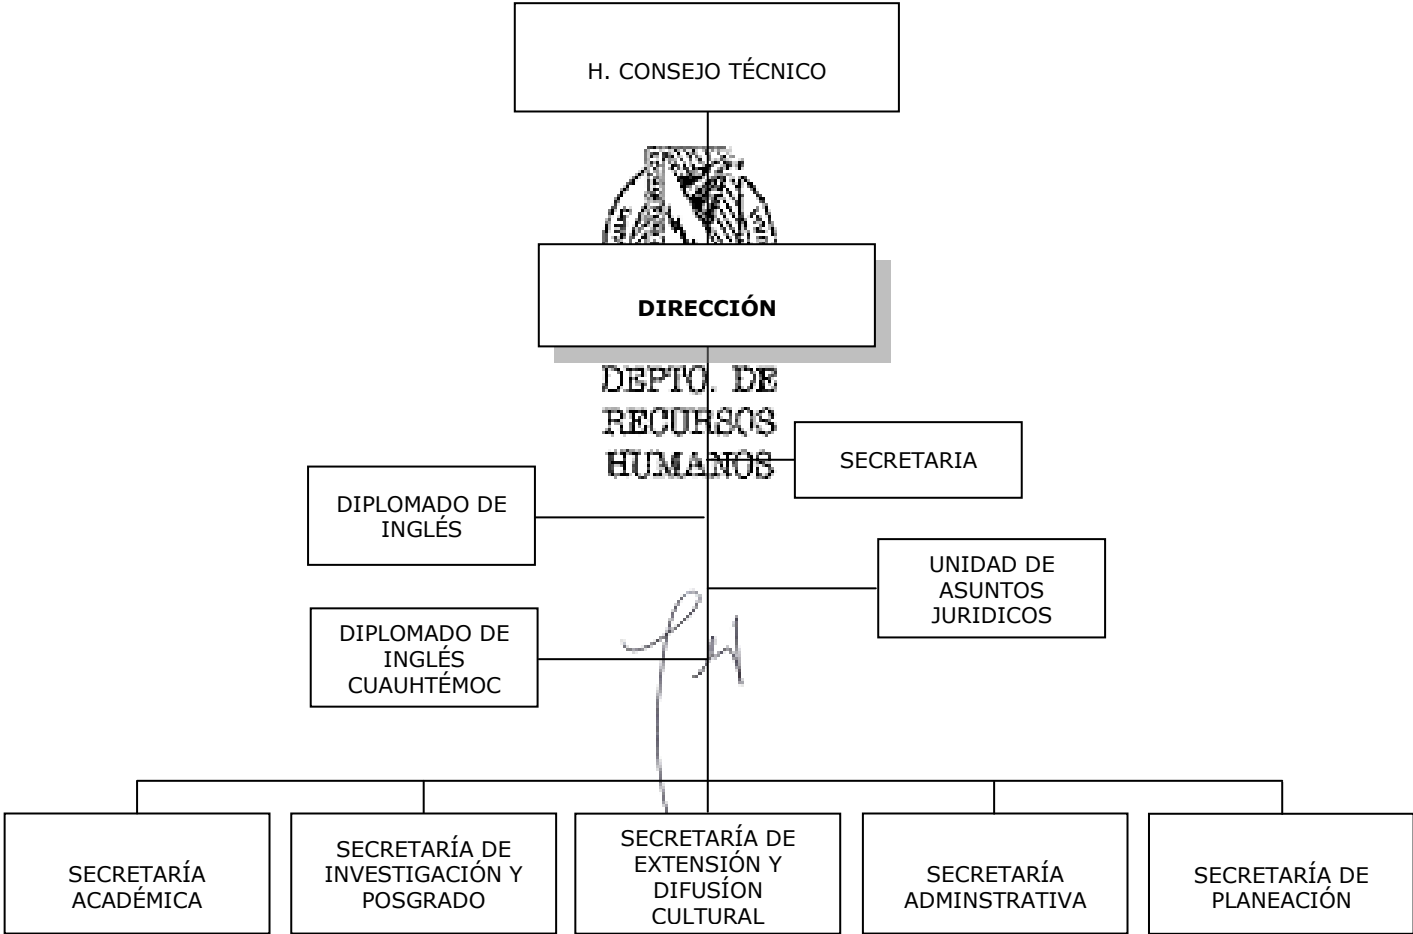 H. CONSEJO TÉCNICO
DIRECCIÓN
DEPTO. DE
RECURSOS
HUMANOS
SECRETARIA
DIPLOMADO DE
INGLÉS
UNIDAD DE
ASUNTOS
JURIDICOS
DIPLOMADO DE
INGLÉS
CUAUHTÉMOC
SECRETARÍA
ACADÉMICA
SECRETARÍA DE
INVESTIGACIÓN Y
POSGRADO
SECRETARÍA DE
EXTENSIÓN Y
DIFUSÍON
CULTURAL
SECRETARÍA
ADMINSTRATIVA
SECRETARÍA DE
PLANEACIÓN